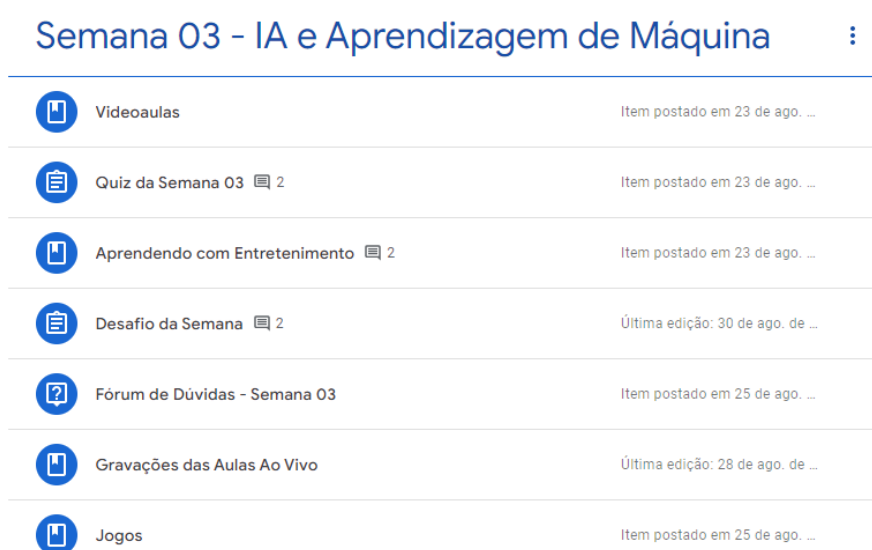 Semana 03 - IA e Aprendizagem de Máquina
Videoaulas Item postado em 23 de ago. ...
Quiz da Semana 03 2 Item postado em 23 de ago. ...
Aprendendo com Entretenimento 2 Item postado em 23 de ago. ...
Desafio da Semana 2 Última edição: 30 de ago. de ...
Fórum de Dúvidas - Semana 03 Item postado em 25 de ago. ...
Gravações das Aulas Ao Vivo Última edição: 28 de ago. de ...
Jogos Item postado em 25 de ago. ...